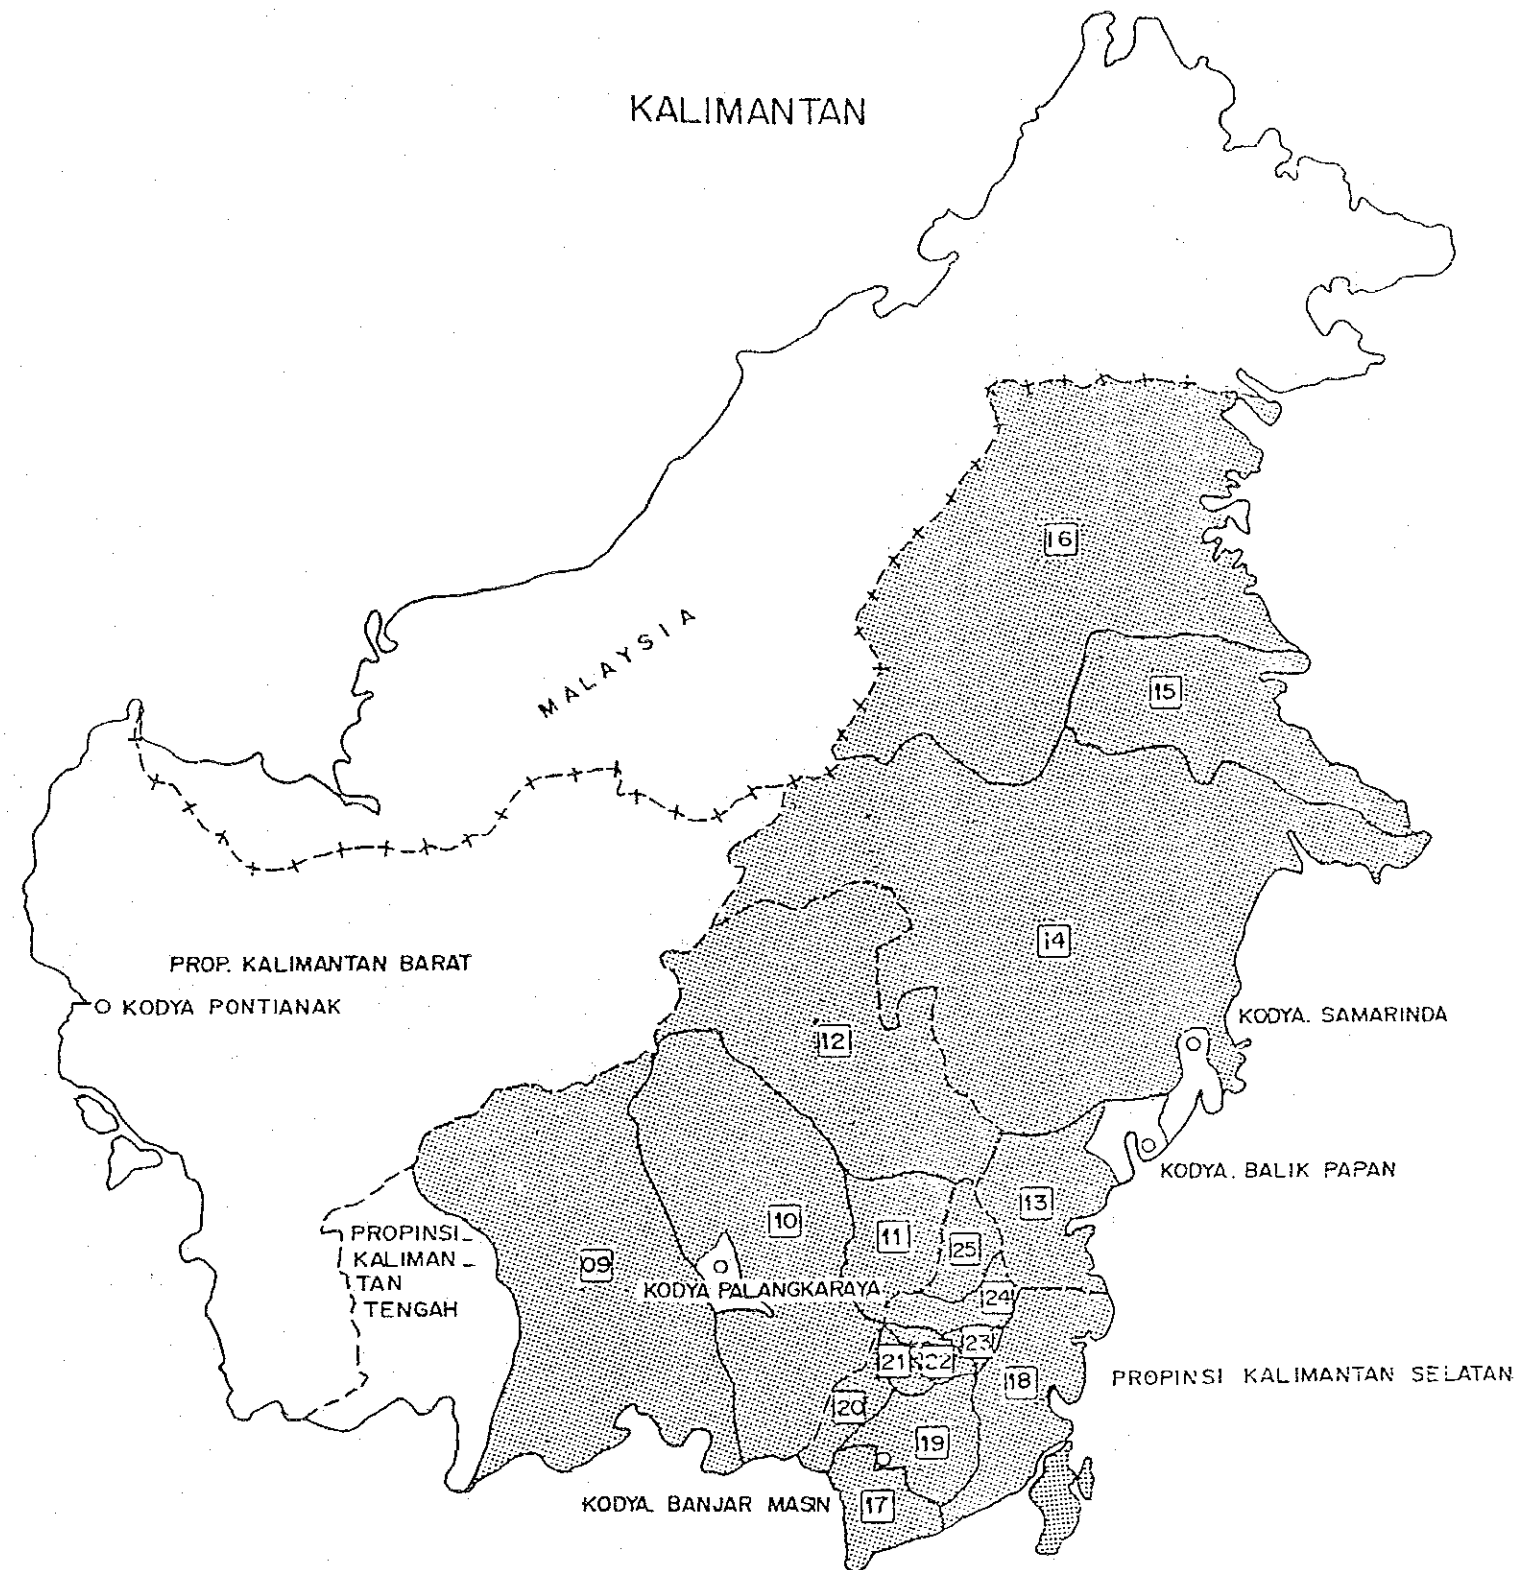 KALIMANTAN
16
MALAYSIA
15
14
PROP. KALIMANTAN BARAT
KODYA PONTIANAK
KODYA. SAMARINDA
12
KODYA. BALIK PAPAN
13
10
11
25
09
PROPINSI_
KALIMAN_
TAN
TENGAH
KODYA PALANGKARAYA
24
23
21
22
18
PROPINSI KALIMANTAN SELATAN
20
19
KODYA. BANJAR MASIN
17